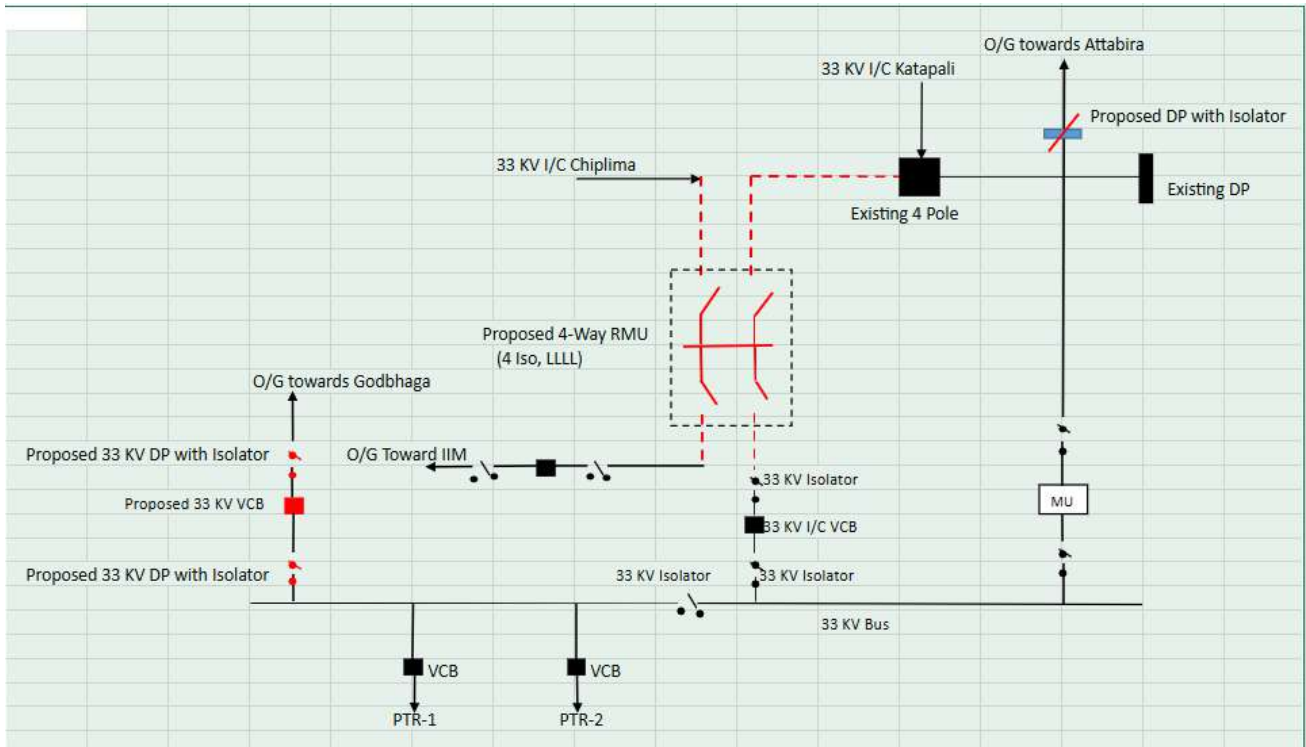 O/G towards Attabira
33 KV I/C Katapali
Proposed DP with Isolator
33 KV I/C Chiplima
Existing DP
Existing 4 Pole
Proposed 4-Way RMU
(4 Iso, LLLL)
O/G towards Godbhaga
Proposed 33 KV DP with Isolator
O/G Toward IIM
33 KV Isolator
Proposed 33 KV VCB
MU
33 KV I/C VCB
Proposed 33 KV DP with Isolator
33 KV Isolator
33 KV Isolator
33 KV Bus
VCB
VCB
PTR-1
PTR-2